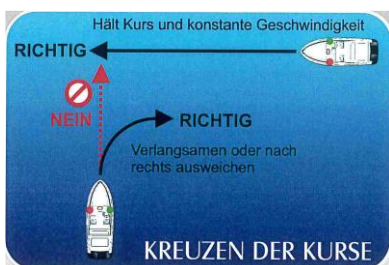 Hält Kurs und konstante Geschwindigkeit
RICHTIG
NEIN
RICHTIG
Verlangsamen oder nach
rechts ausweichen
KREUZEN DER KURSE